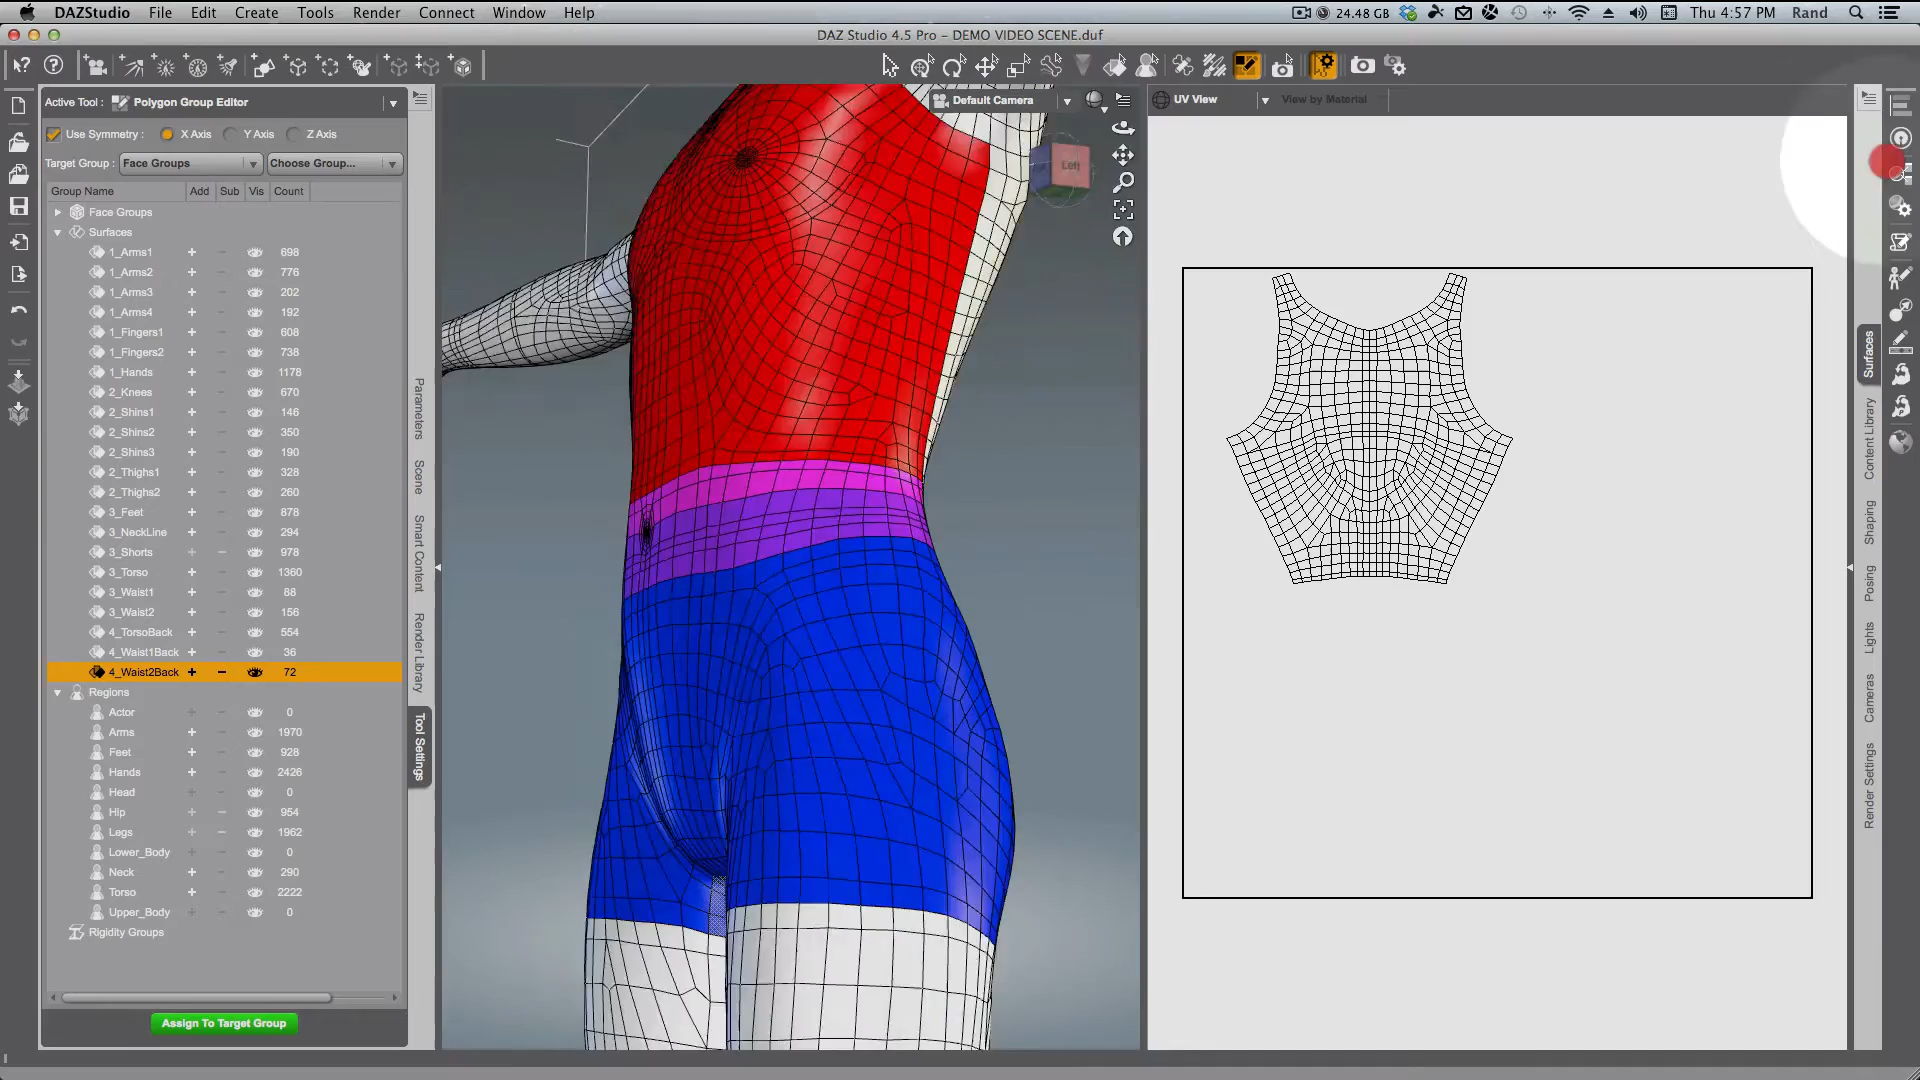 DAZStudio File Edit Create Tools Render Connect Window Help 24.48 GB Thu 4:57 PM Rand
DAZ Studio 4.5 Pro - DEMO VIDEO SCENE.duf
Active Tool : Polygon Group Editor
Use Symmetry : X Axis Y Axis Z Axis
Target Group : Face Groups Choose Group...
Group Name Add Sub Vis Count
Face Groups
Surfaces
1_Arms1 + − 698
1_Arms2 + − 776
1_Arms3 + − 202
1_Arms4 + − 192
1_Fingers1 + − 608
1_Fingers2 + − 738
1_Hands + − 1178
2_Knees + − 670
2_Shins1 + − 146
2_Shins2 + − 350
2_Shins3 + − 190
2_Thighs1 + − 328
2_Thighs2 + − 260
3_Feet + − 878
3_NeckLine + − 294
3_Shorts + − 978
3_Torso + − 1360
3_Waist1 + − 88
3_Waist2 + − 156
4_TorsoBack + − 554
4_Waist1Back + − 36
4_Waist2Back + − 72
Regions
Actor + − 0
Arms + − 1970
Feet + − 928
Hands + − 2426
Head + − 0
Hip + − 954
Legs + − 1962
Lower_Body + − 0
Neck + − 290
Torso + − 2222
Upper_Body + − 0
Rigidity Groups
Assign To Target Group
Parameters
Scene
Smart Content
Render Library
Tool Settings
Default Camera
Left
UV View View by Material
Surfaces
Content Library
Shaping
Posing
Lights
Cameras
Render Settings